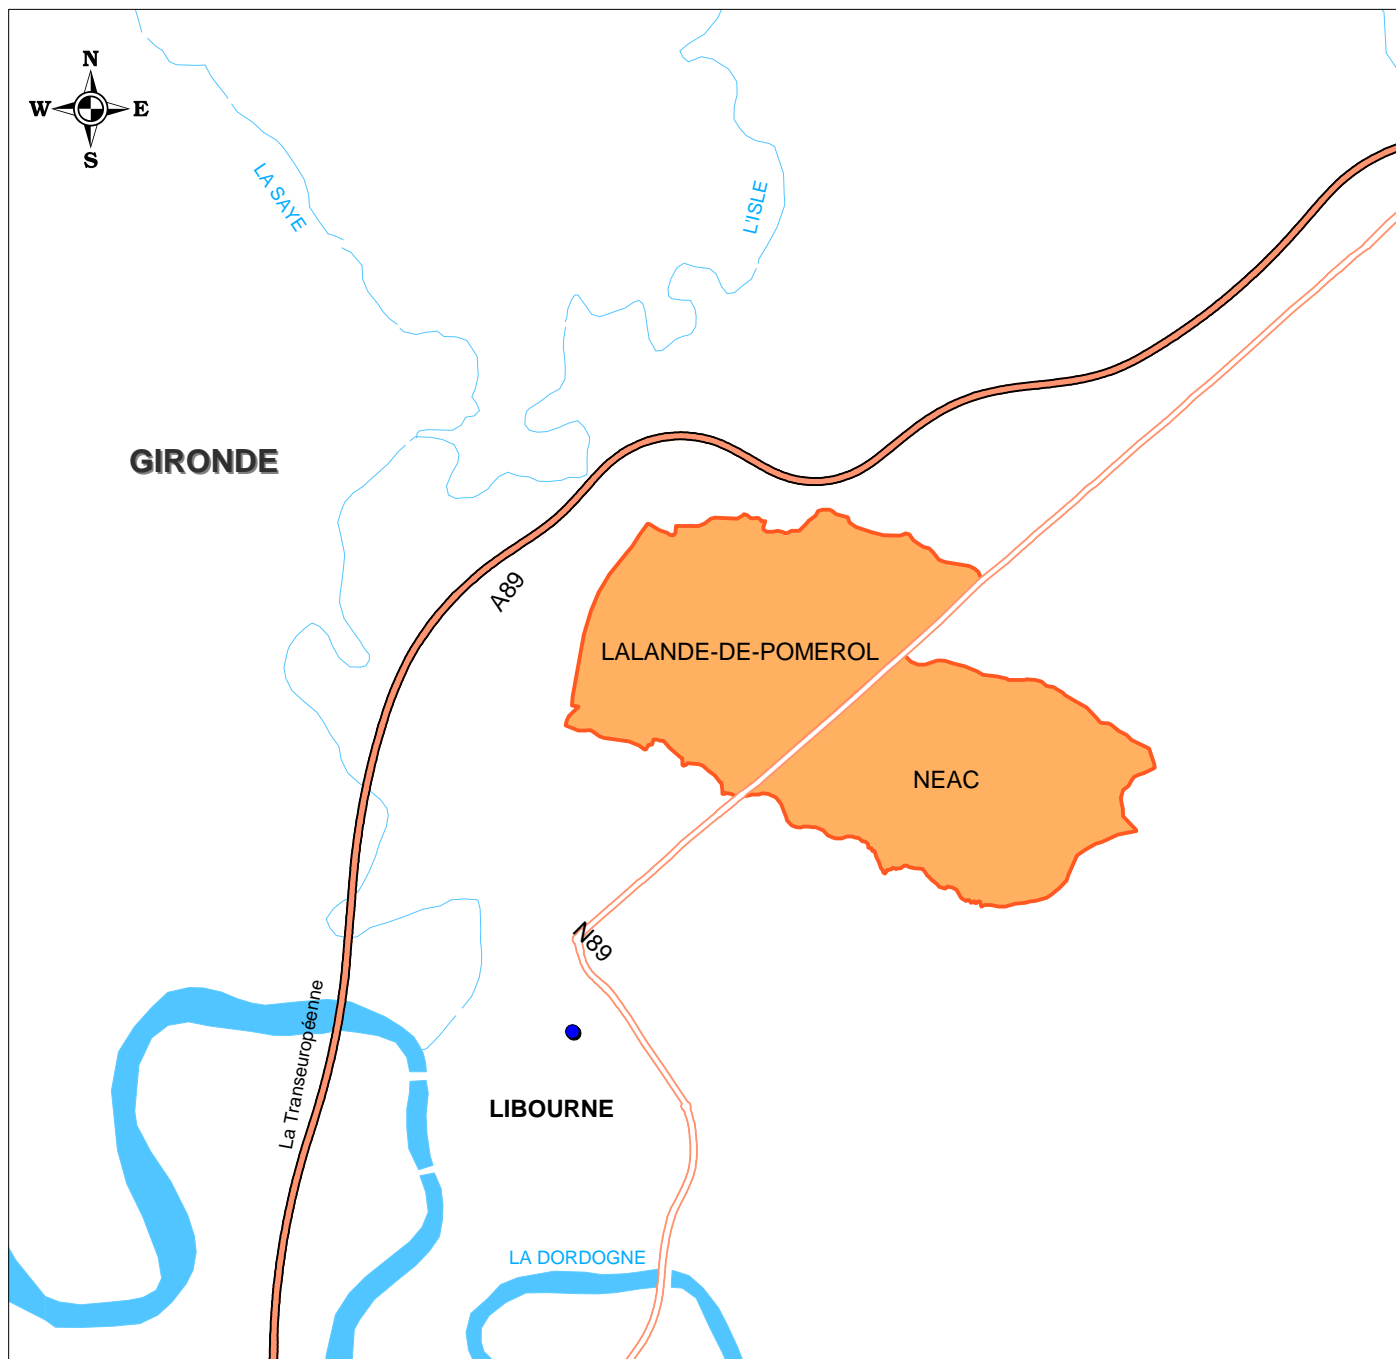 N
W E
S
LA SAYE
L'ISLE
GIRONDE
A89
LALANDE-DE-POMEROL
NEAC
N89
La Transeuropéenne
LIBOURNE
LA DORDOGNE